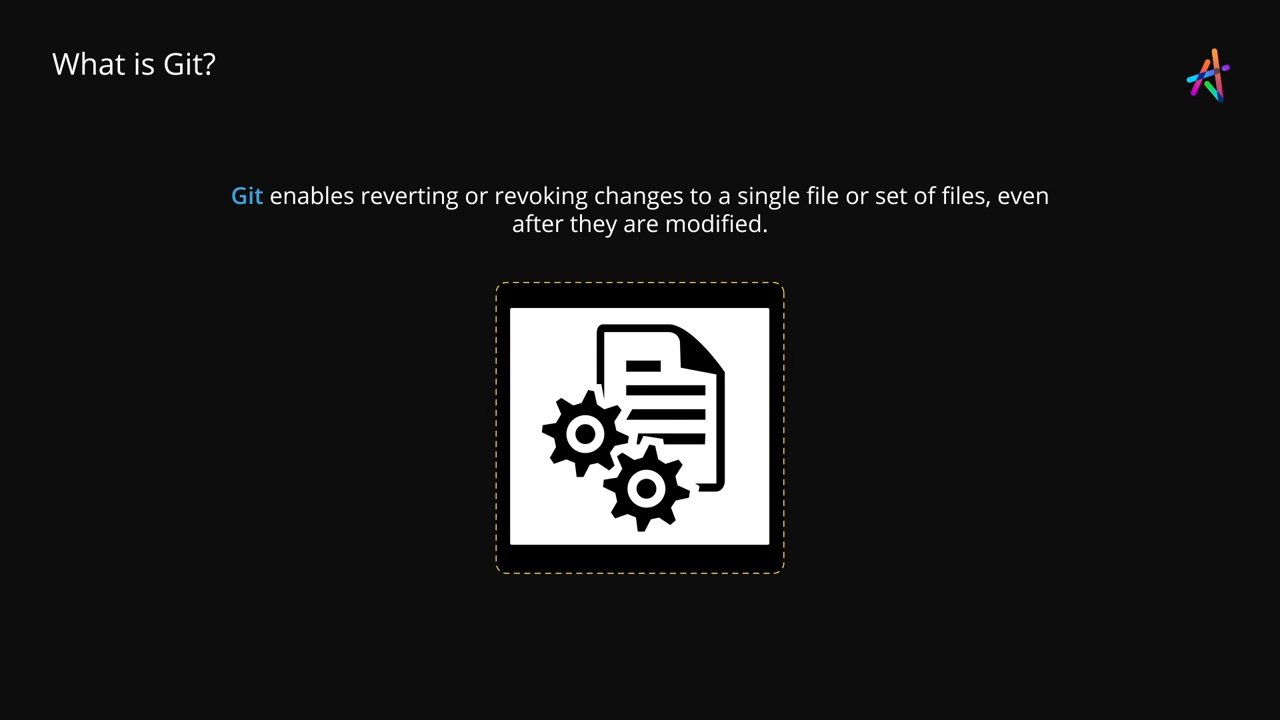 What is Git?
Git enables reverting or revoking changes to a single file or set of files, even
after they are modified.